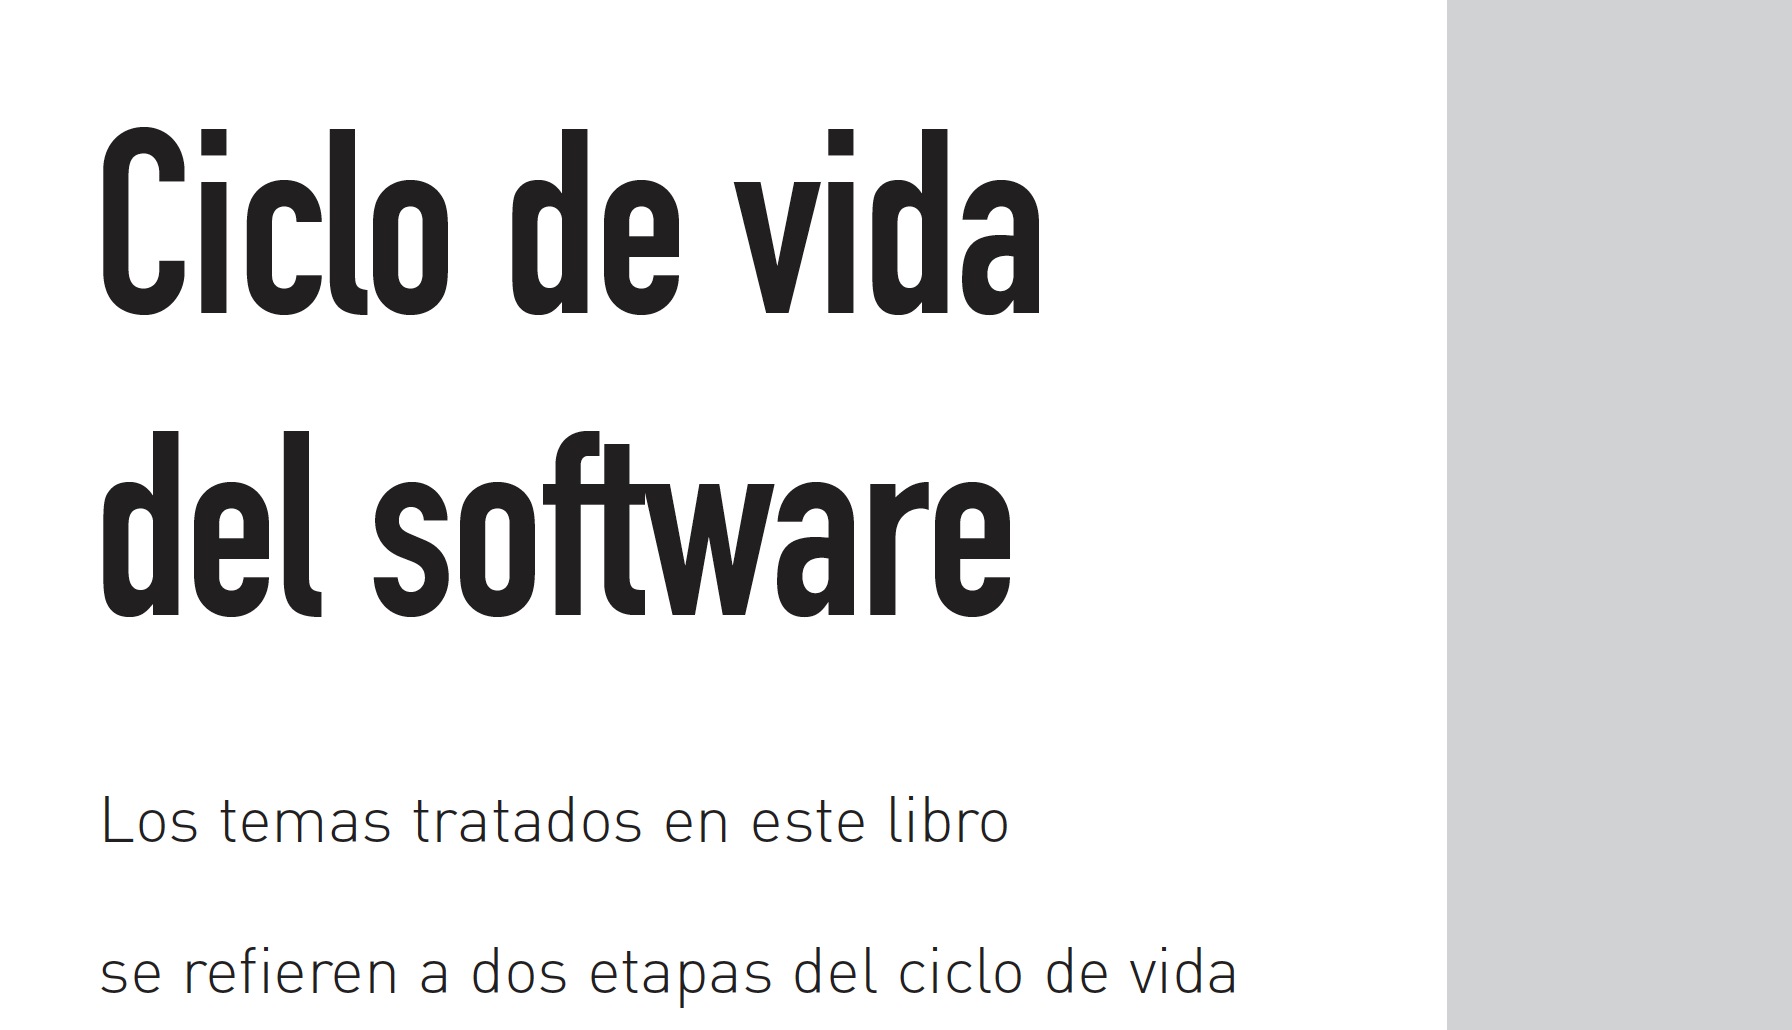 Ciclo de vida
del software
Los temas tratados en este libro
se refieren a dos etapas del ciclo de vida